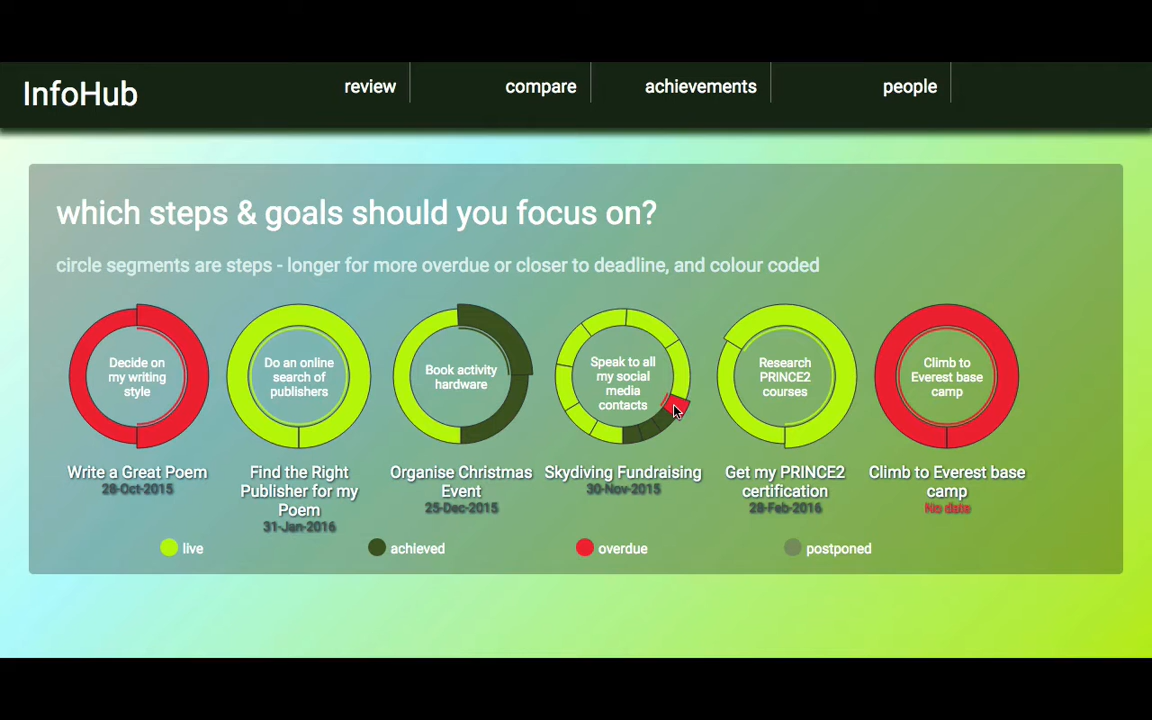 InfoHub
review
compare
achievements
people
which steps & goals should you focus on?
circle segments are steps - longer for more overdue or closer to deadline, and colour coded
Decide on
my writing
style
Write a Great Poem
28-Oct-2015
Do an online
search of
publishers
Find the Right
Publisher for my
Poem
31-Jan-2016
Book activity
hardware
Organise Christmas
Event
25-Dec-2015
Speak to all
my social
media
contacts
Skydiving Fundraising
30-Nov-2015
Research
PRINCE2
courses
Get my PRINCE2
certification
28-Feb-2016
Climb to
Everest base
camp
Climb to Everest base
camp
No date
live
achieved
overdue
postponed